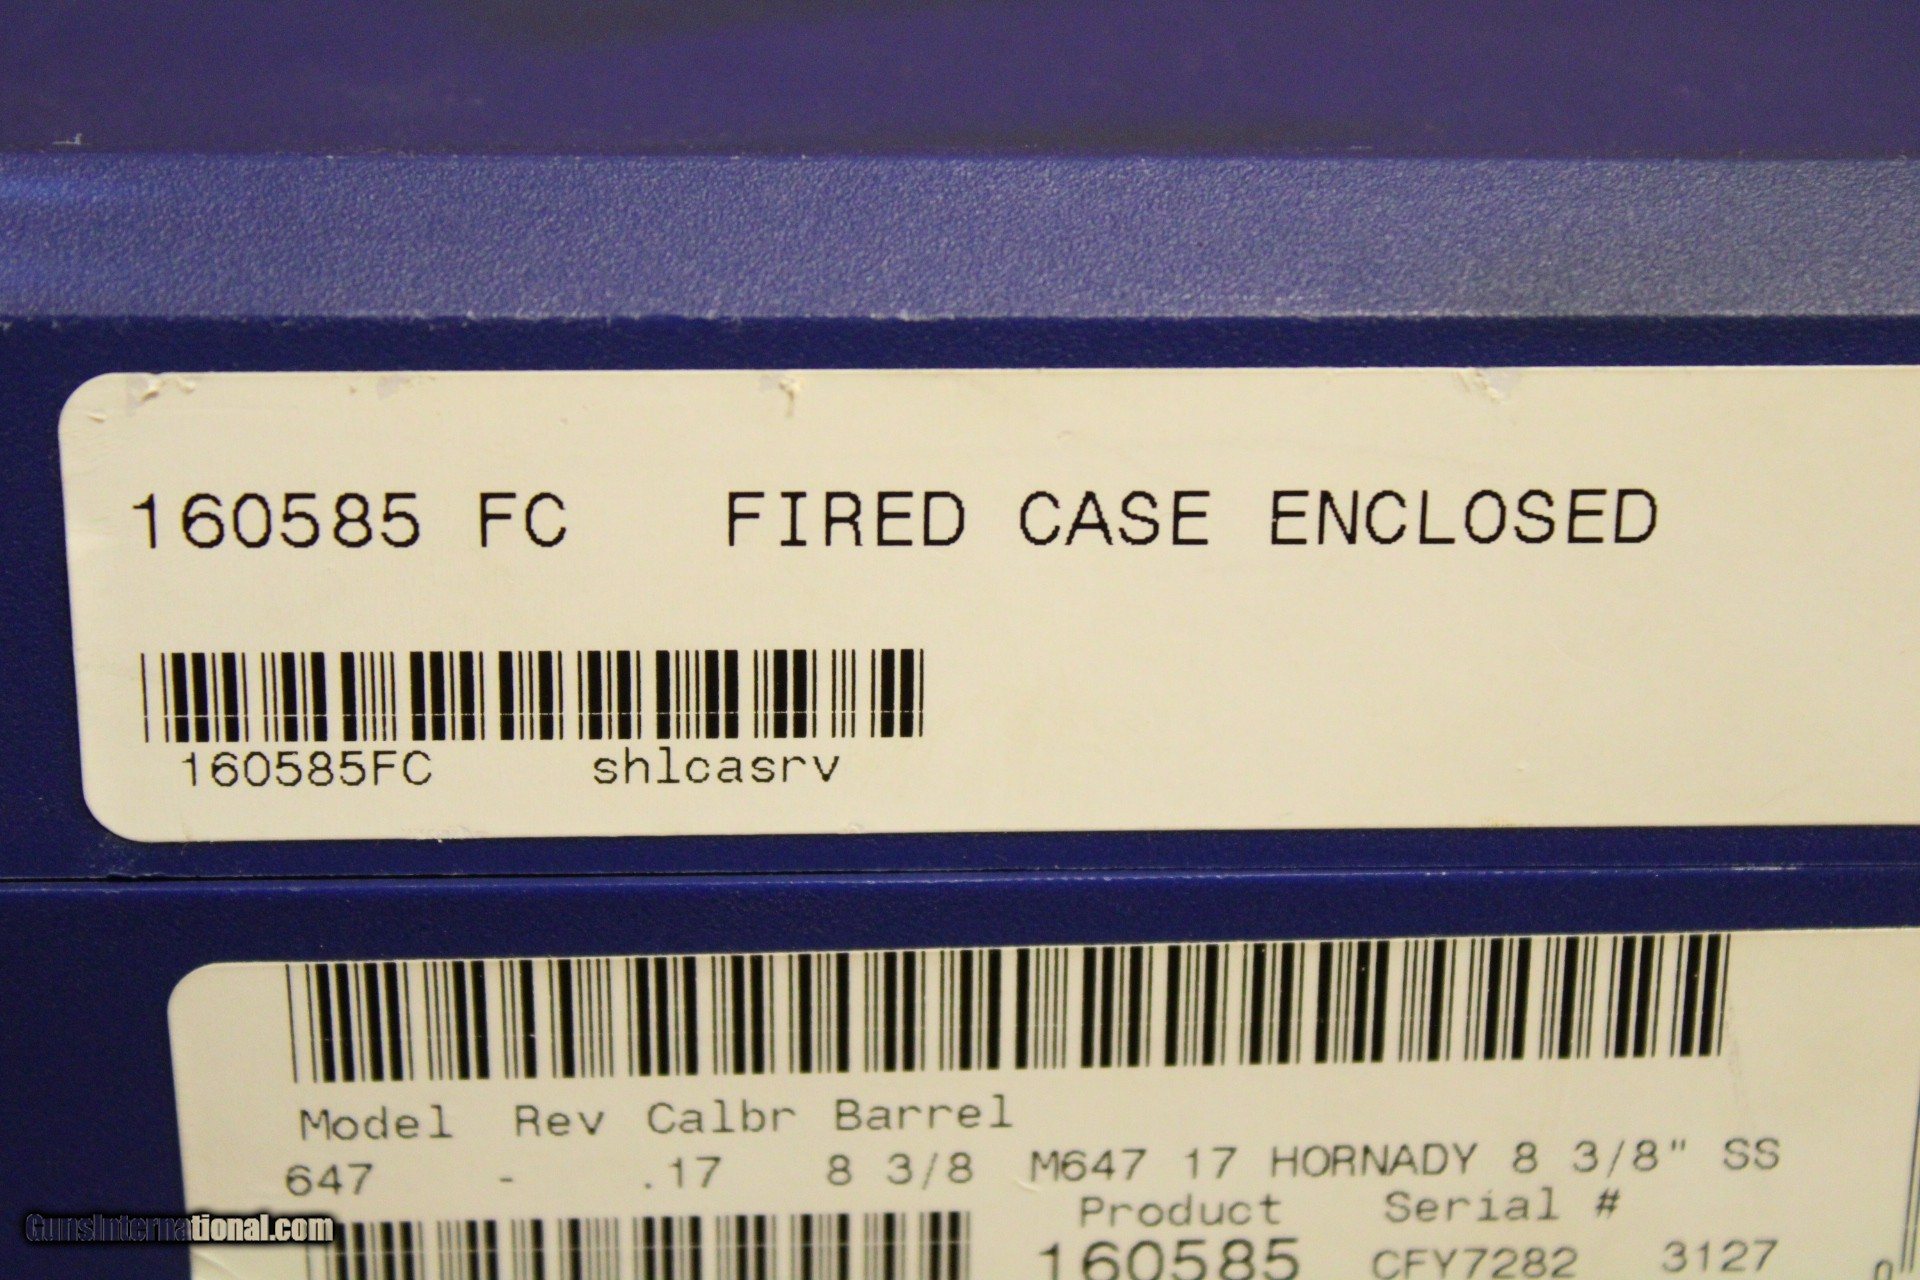 160585 FC FIRED CASE ENCLOSED
160585FC shlcasrv
Model Rev Calbr Barrel
647 - .17 8 3/8 M647 17 HORNADY 8 3/8" SS
Product Serial #
160585 CFY7282 3127
GunsInternational.com